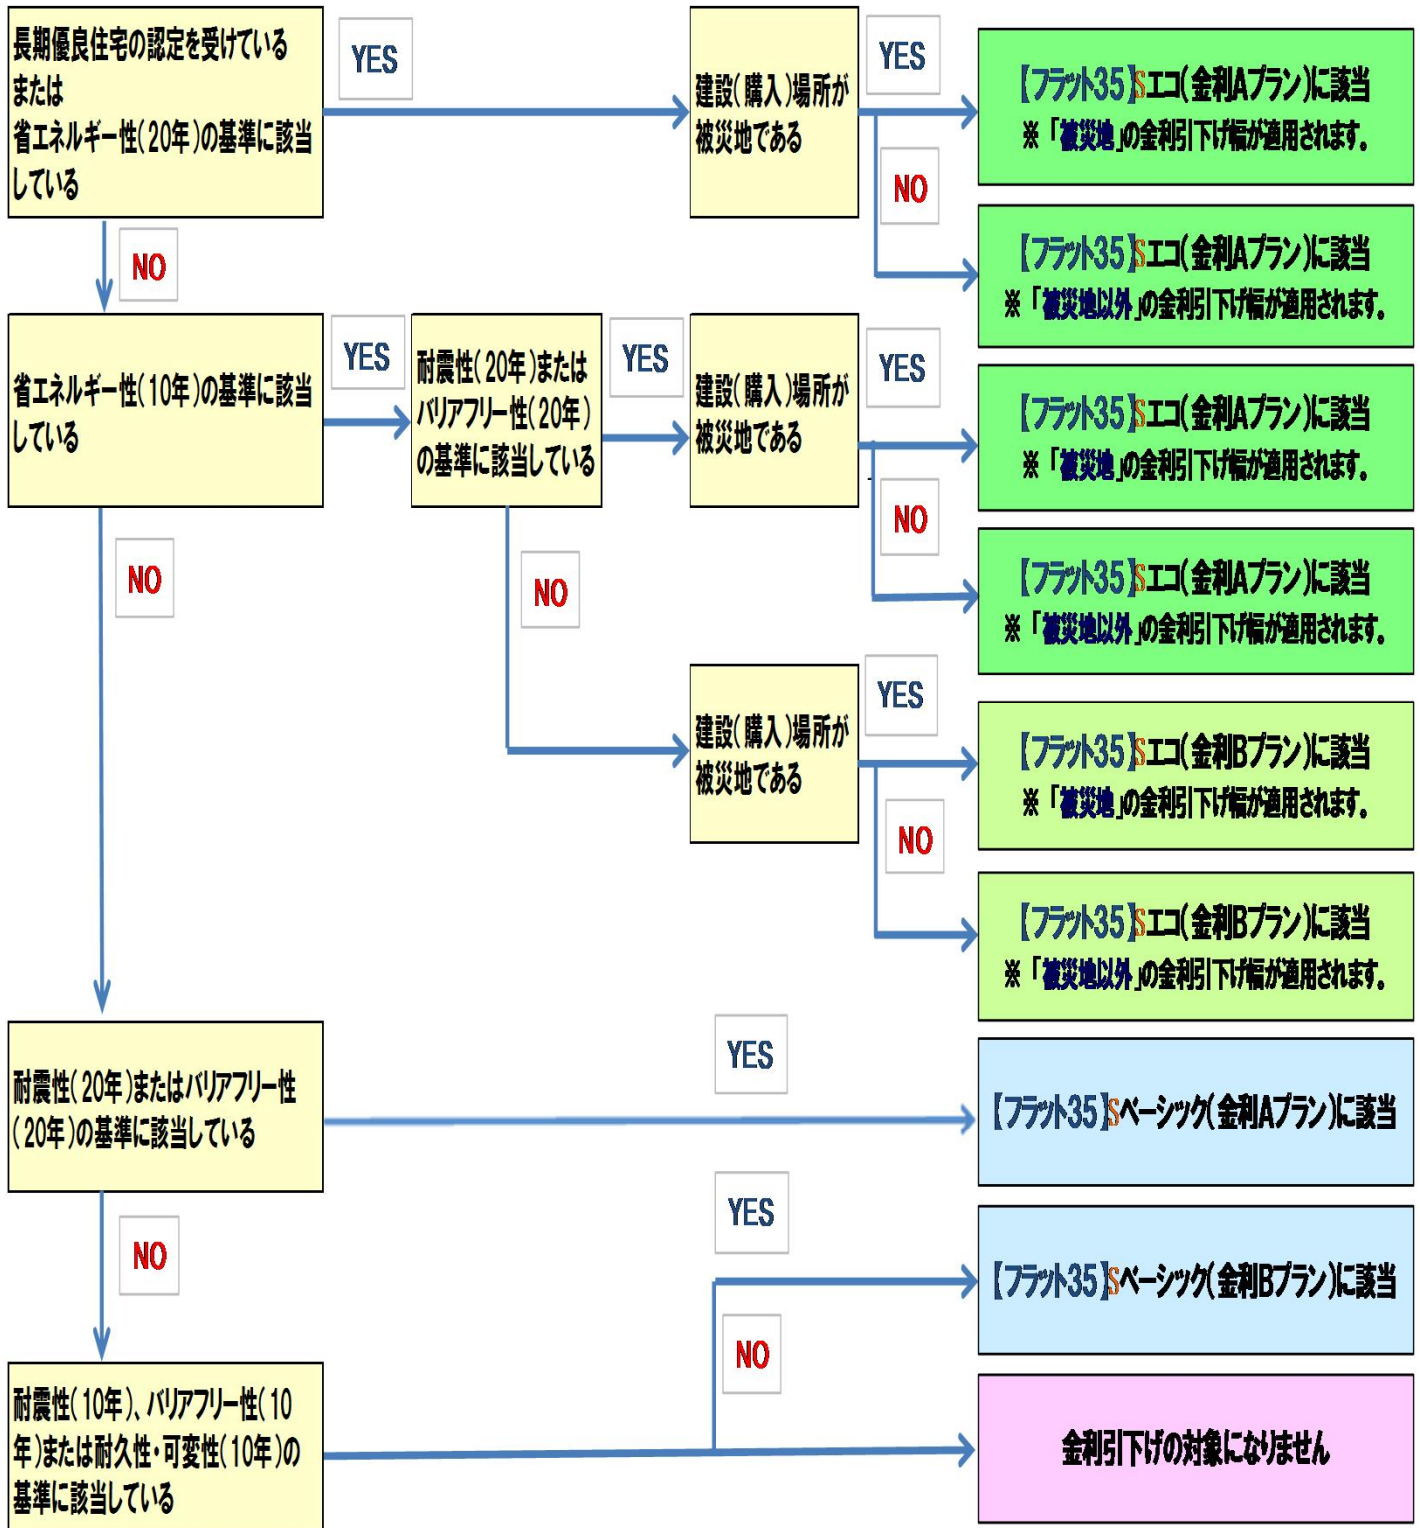 長期優良住宅の認定を受けている
または
省エネルギー性(20年)の基準に該当
している
YES
建設(購入)場所が
被災地である
YES
【フラット35】Sエコ(金利Aプラン)に該当
※「被災地」の金利引下げ幅が適用されます。
NO
【フラット35】Sエコ(金利Aプラン)に該当
※「被災地以外」の金利引下げ幅が適用されます。
NO
省エネルギー性(10年)の基準に該当
している
YES
耐震性(20年)または
バリアフリー性(20年)
の基準に該当している
YES
建設(購入)場所が
被災地である
YES
【フラット35】Sエコ(金利Aプラン)に該当
※「被災地」の金利引下げ幅が適用されます。
NO
【フラット35】Sエコ(金利Aプラン)に該当
※「被災地以外」の金利引下げ幅が適用されます。
NO
NO
建設(購入)場所が
被災地である
YES
【フラット35】Sエコ(金利Bプラン)に該当
※「被災地」の金利引下げ幅が適用されます。
NO
【フラット35】Sエコ(金利Bプラン)に該当
※「被災地以外」の金利引下げ幅が適用されます。
耐震性(20年)またはバリアフリー性
(20年)の基準に該当している
YES
【フラット35】Sベーシック(金利Aプラン)に該当
NO
YES
【フラット35】Sベーシック(金利Bプラン)に該当
NO
耐震性(10年)、バリアフリー性(10
年)または耐久性・可変性(10年)の
基準に該当している
金利引下げの対象になりません